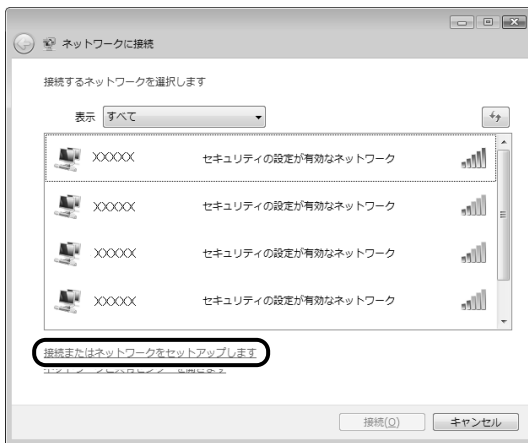 ネットワークに接続
接続するネットワークを選択します
表示 すべて
XXXXX セキュリティの設定が有効なネットワーク
XXXXX セキュリティの設定が有効なネットワーク
XXXXX セキュリティの設定が有効なネットワーク
XXXXX セキュリティの設定が有効なネットワーク
接続またはネットワークをセットアップします
接続(O) キャンセル